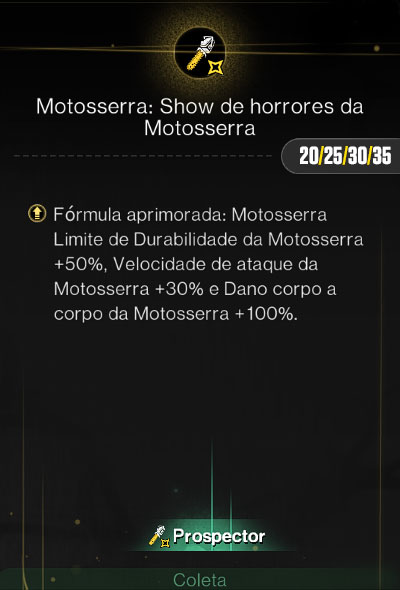 Motosserra: Show de horrores da
Motosserra
20/25/30/35
Fórmula aprimorada: Motosserra
Limite de Durabilidade da Motosserra
+50%, Velocidade de ataque da
Motosserra +30% e Dano corpo a
corpo da Motosserra +100%.
Prospector
Coleta